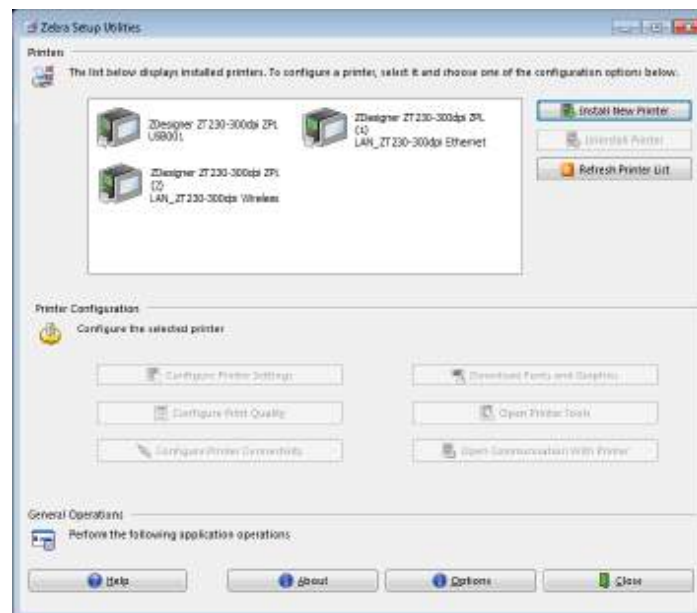 Zebra Setup Utilities
Printers
The list below displays installed printers. To configure a printer, select it and choose one of the configuration options below.
ZDesigner ZT230-300dpi ZPL
USB001
ZDesigner ZT230-300dpi ZPL
(1)
LAN_ZT230-300dpi Ethernet
ZDesigner ZT230-300dpi ZPL
(2)
LAN_ZT230-300dpi Wireless
Install New Printer
Uninstall Printer
Refresh Printer List
Printer Configuration
Configure the selected printer
Configure Printer Settings
Download Fonts and Graphics
Configure Print Quality
Open Printer Tools
Configure Printer Connectivity
Open Communication With Printer
General Operations
Perform the following application operations
Help
About
Options
Close